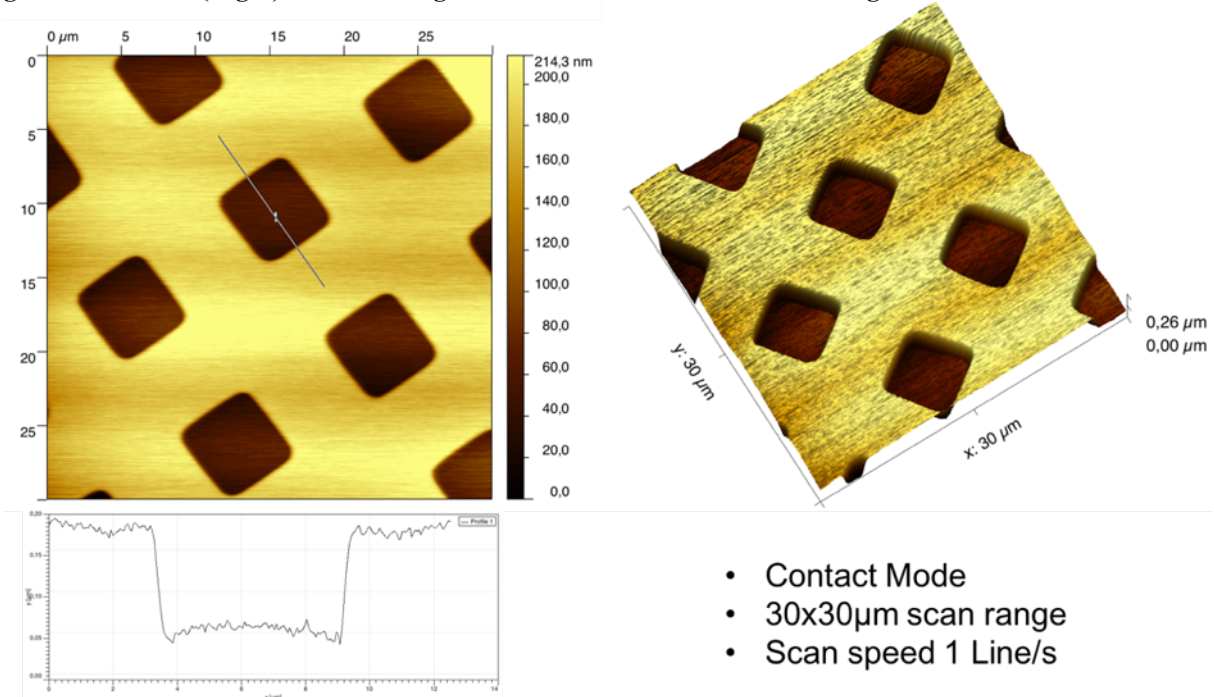 0 µm 5 10 15 20 25
0
5
10
15
20
25
214,3 nm
200,0
180,0
160,0
140,0
120,0
100,0
80,0
60,0
40,0
20,0
0,0
y: 30 µm
x: 30 µm
0,26 µm
0,00 µm
Profile 1
0,20
0,15
0,10
0,05
0,00
0 2 4 6 8 10 12 14
• Contact Mode
• 30x30µm scan range
• Scan speed 1 Line/s